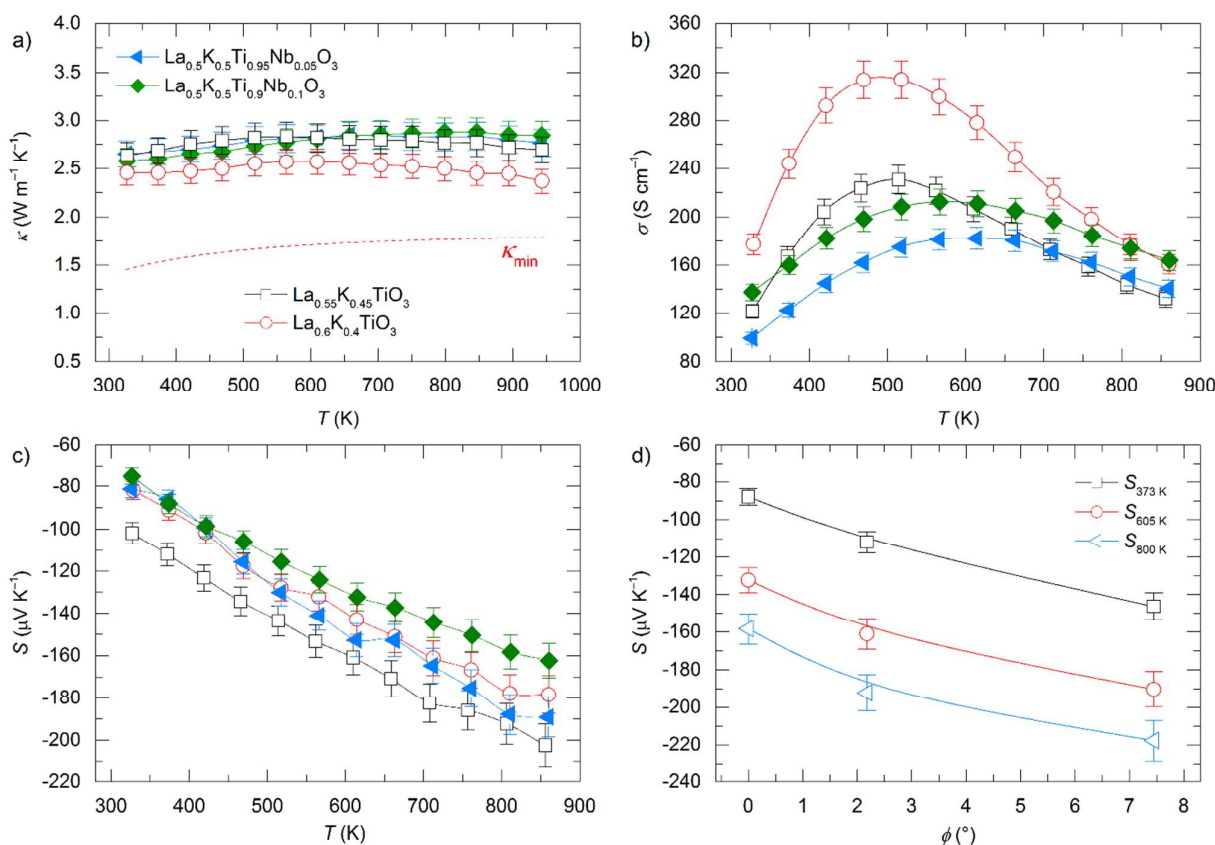 a)
4.0
3.5
3.0
2.5
2.0
1.5
1.0
0.5
κ (W m⁻¹ K⁻¹)
La₀.₅K₀.₅Ti₀.₉₅Nb₀.₀₅O₃
La₀.₅K₀.₅Ti₀.₉Nb₀.₁O₃
κmin
La₀.₅₅K₀.₄₅TiO₃
La₀.₆K₀.₄TiO₃
300 400 500 600 700 800 900 1000
T (K)
b)
360
320
280
240
200
160
120
80
σ (S cm⁻¹)
300 400 500 600 700 800 900
T (K)
c)
-60
-80
-100
-120
-140
-160
-180
-200
-220
S (μV K⁻¹)
300 400 500 600 700 800 900
T (K)
d)
-60
-80
-100
-120
-140
-160
-180
-200
-220
-240
S (μV K⁻¹)
S₃₇₃ K
S₆₀₅ K
S₈₀₀ K
0 1 2 3 4 5 6 7 8
ϕ (°)